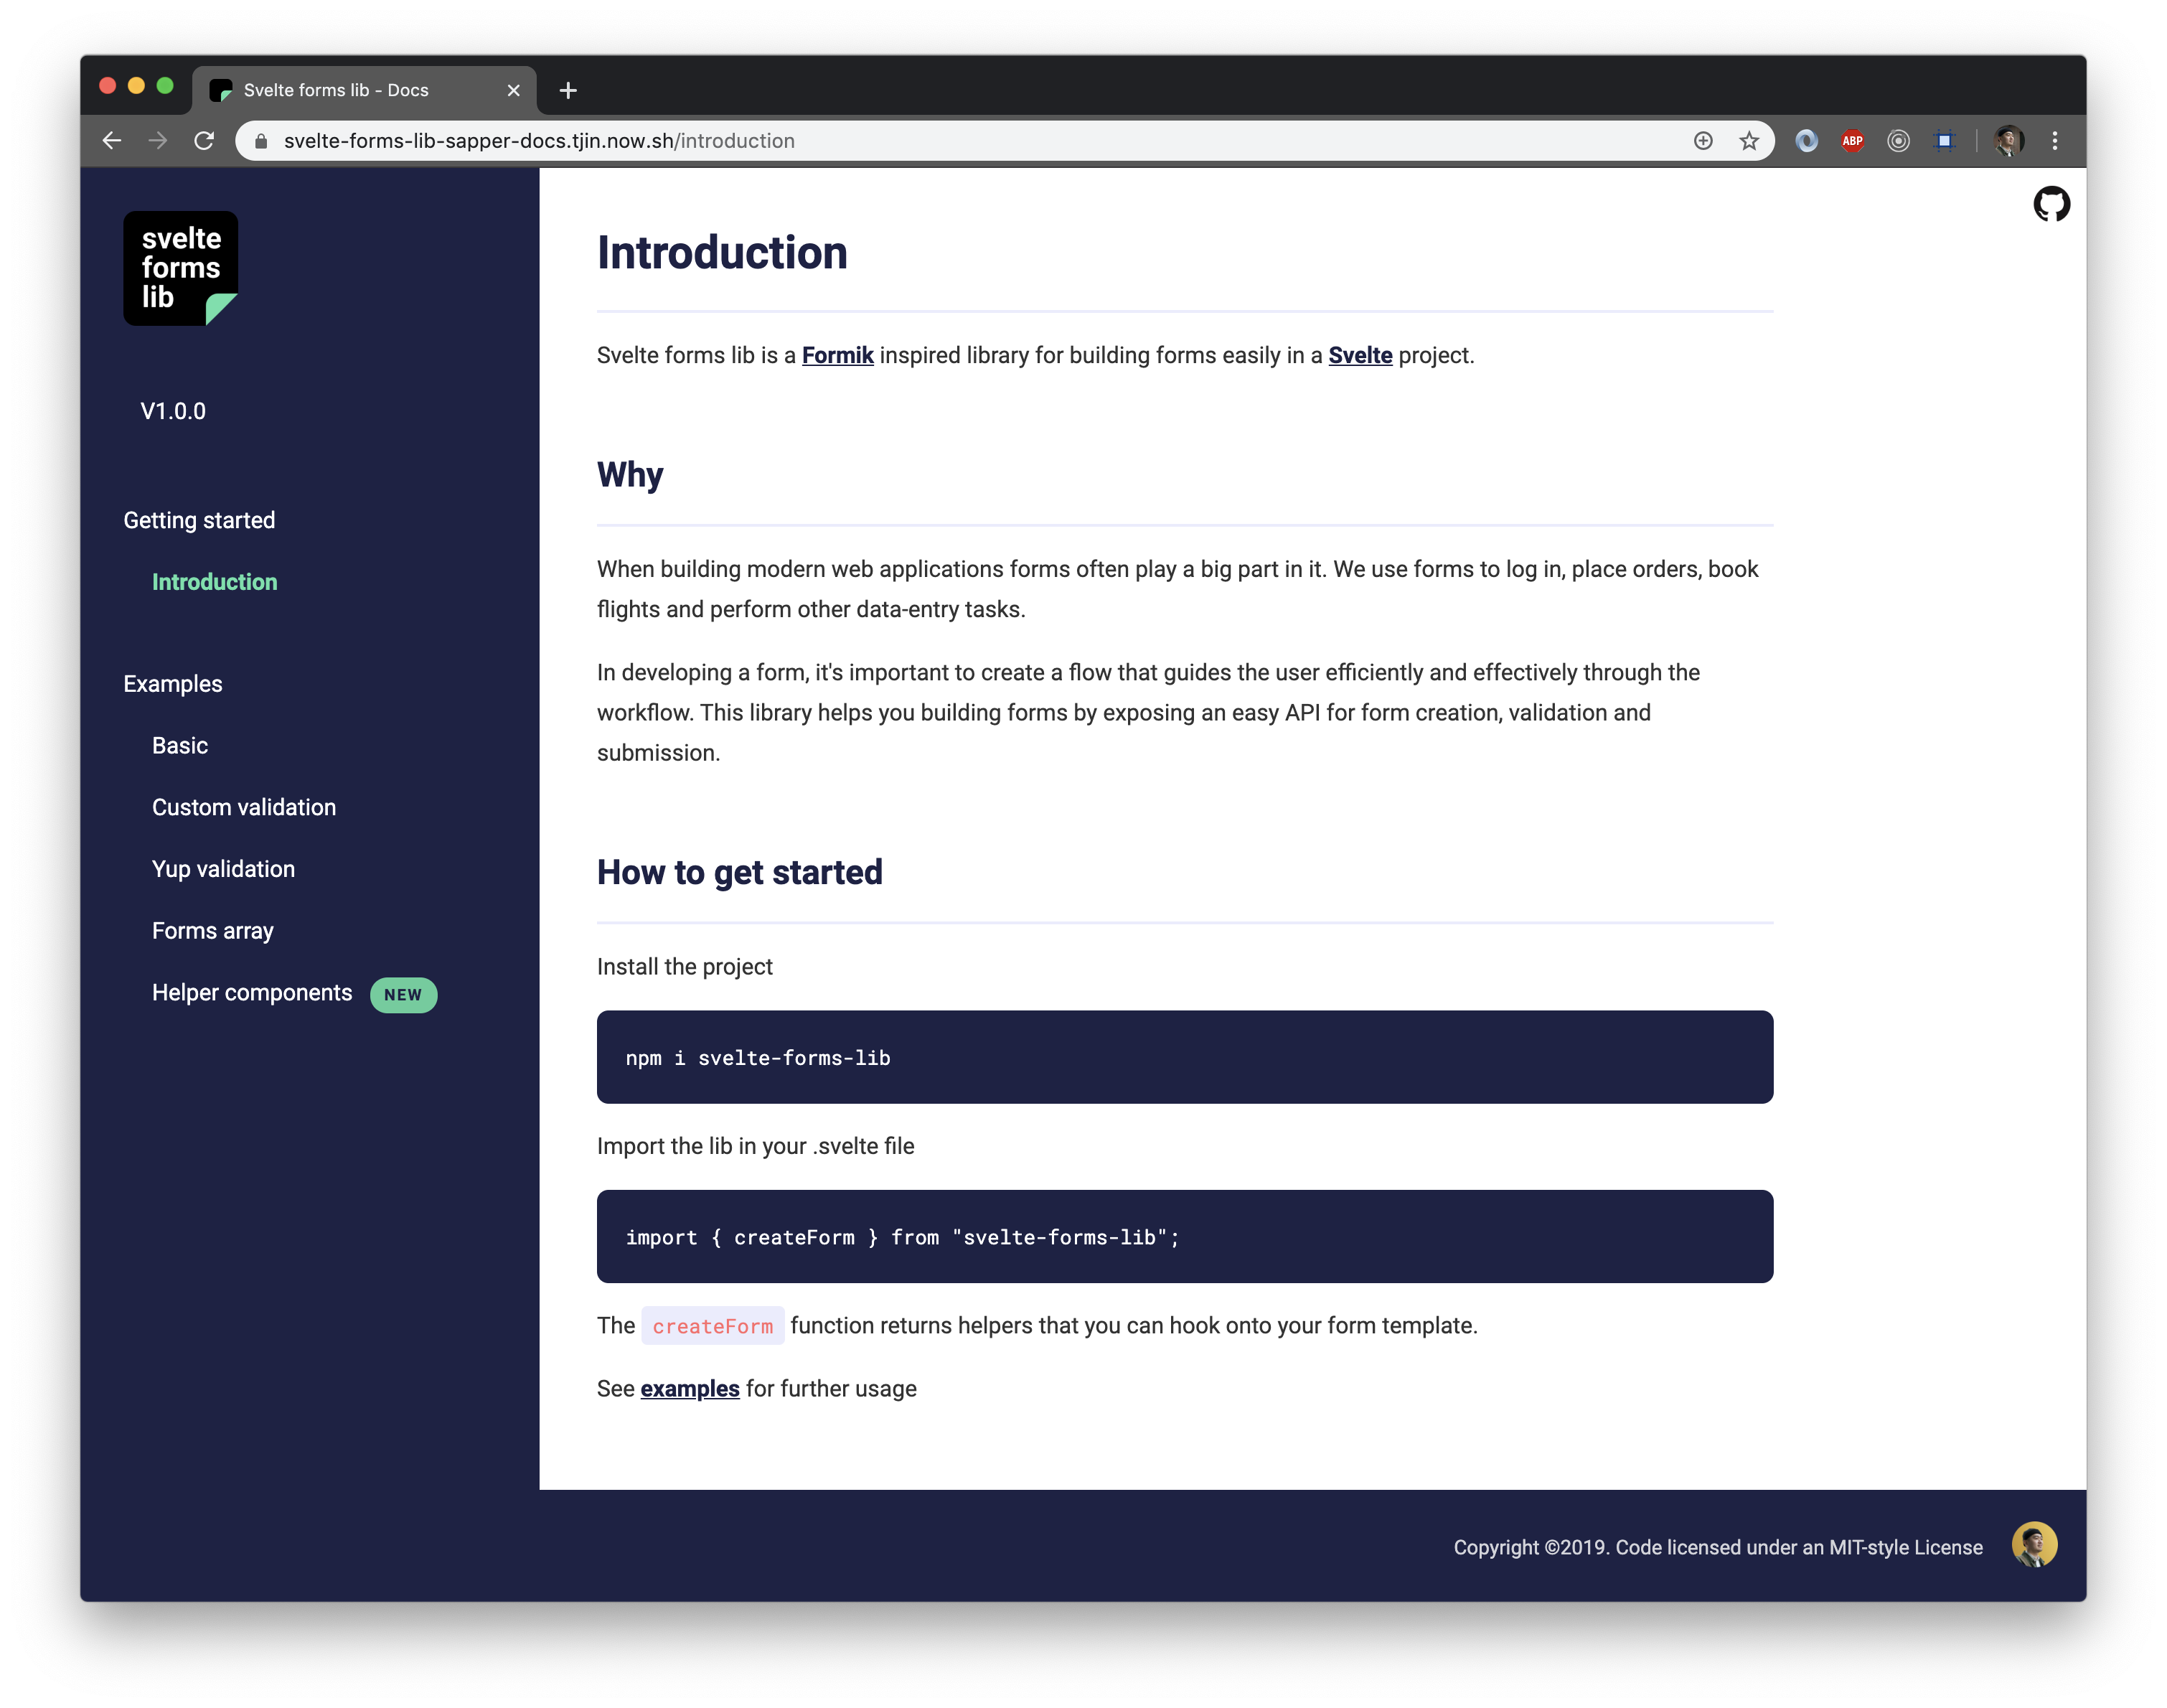 Svelte forms lib - Docs
svelte-forms-lib-sapper-docs.tjin.now.sh/introduction
ABP
svelte
forms
lib
V1.0.0
Getting started
Introduction
Examples
Basic
Custom validation
Yup validation
Forms array
Helper components NEW
Introduction
Svelte forms lib is a Formik inspired library for building forms easily in a Svelte project.
Why
When building modern web applications forms often play a big part in it. We use forms to log in, place orders, book
flights and perform other data-entry tasks.
In developing a form, it's important to create a flow that guides the user efficiently and effectively through the
workflow. This library helps you building forms by exposing an easy API for form creation, validation and
submission.
How to get started
Install the project
npm i svelte-forms-lib
Import the lib in your .svelte file
import { createForm } from "svelte-forms-lib";
The createForm function returns helpers that you can hook onto your form template.
See examples for further usage
Copyright ©2019. Code licensed under an MIT-style License